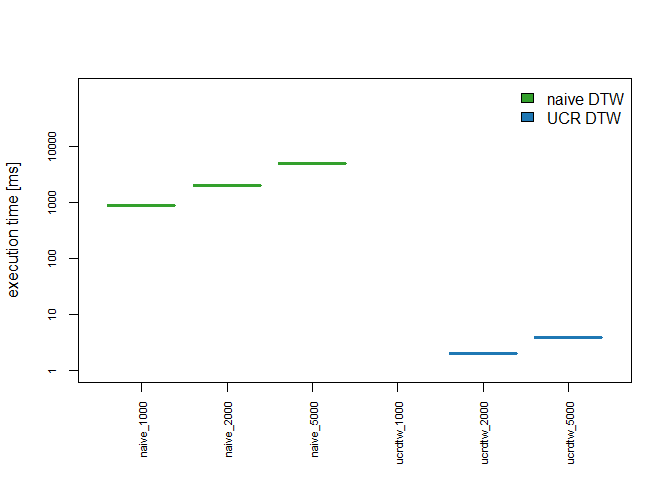 naive DTW
UCR DTW
execution time [ms]
10000
1000
100
10
1
naive_1000
naive_2000
naive_5000
ucrdtw_1000
ucrdtw_2000
ucrdtw_5000